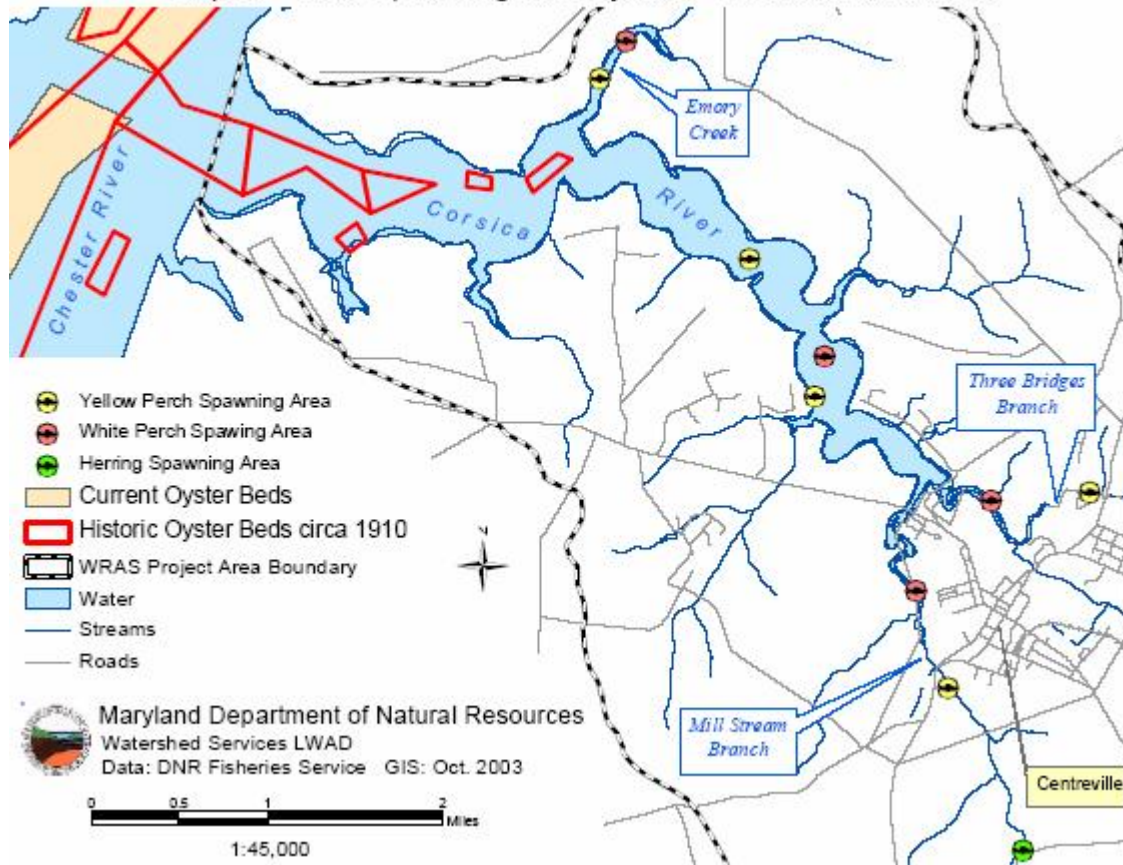 Emory
Creek
Chester River
Corsica
River
Three Bridges
Branch
Yellow Perch Spawning Area
White Perch Spawing Area
Herring Spawning Area
Current Oyster Beds
Historic Oyster Beds circa 1910
WRAS Project Area Boundary
Water
Streams
Roads
Mill Stream
Branch
Centreville
Maryland Department of Natural Resources
Watershed Services LWAD
Data: DNR Fisheries Service GIS: Oct. 2003
0 0.5 1 2
Miles
1:45,000